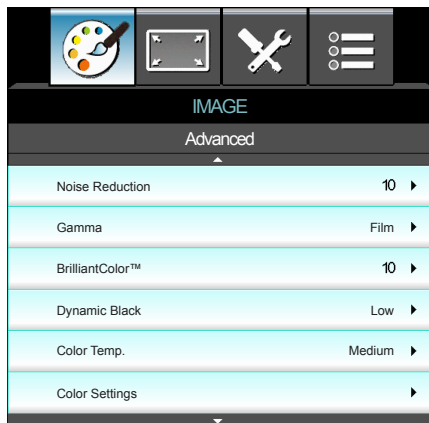 IMAGE
Advanced
Noise Reduction 10
Gamma Film
BrilliantColor™ 10
Dynamic Black Low
Color Temp. Medium
Color Settings